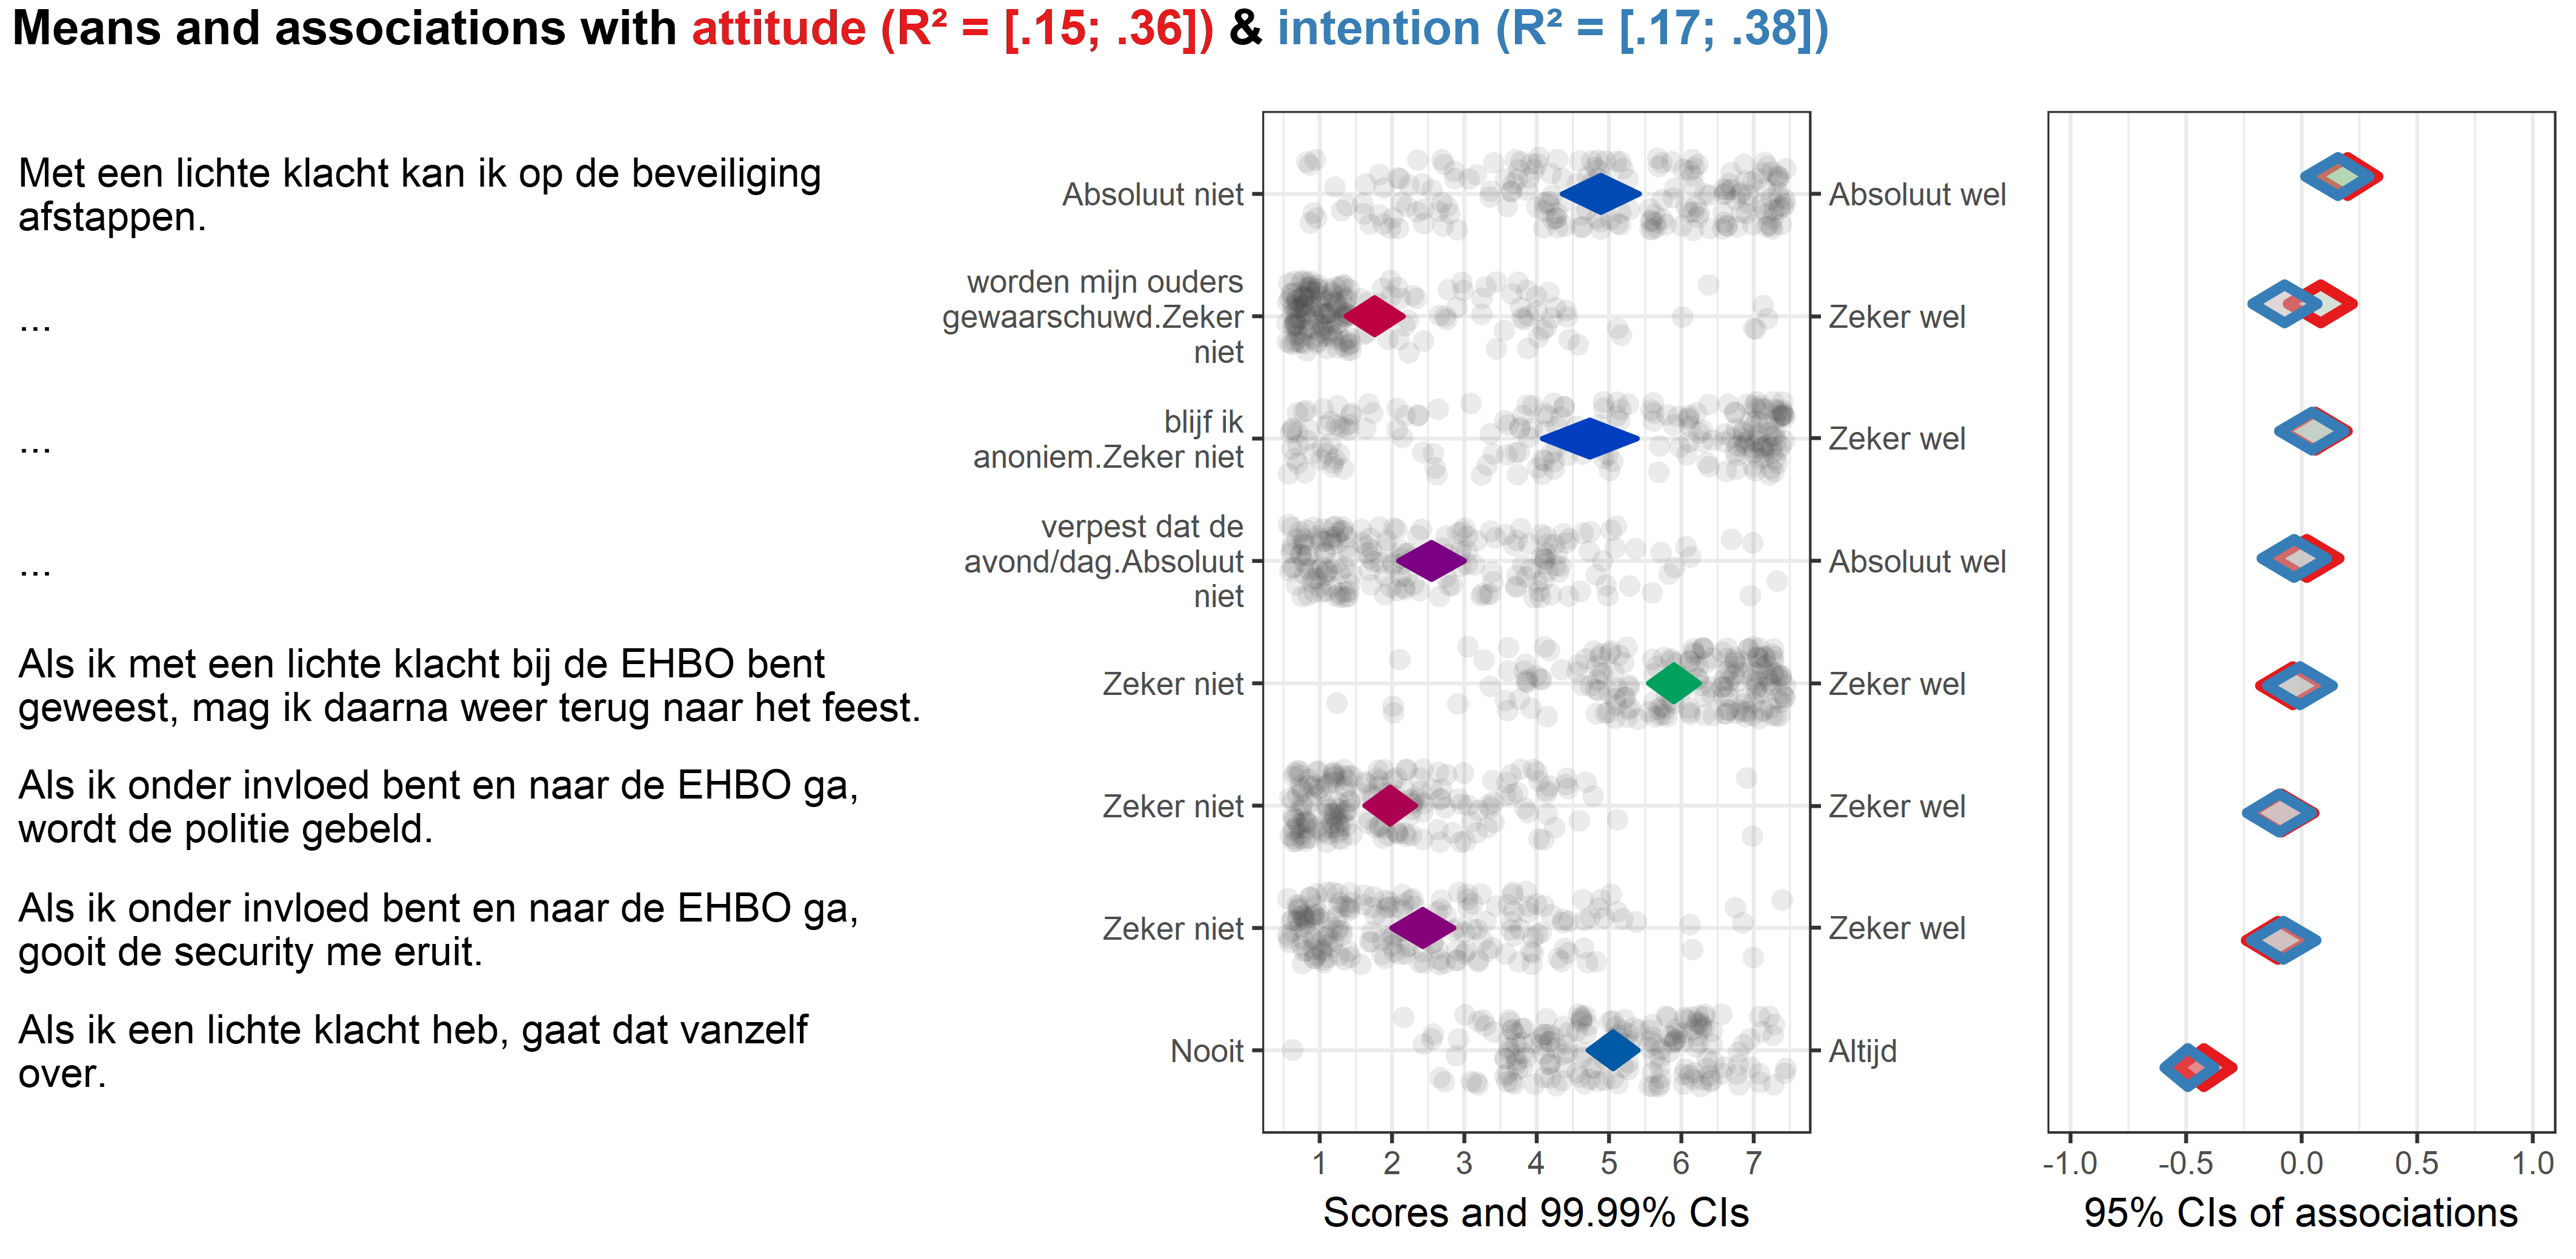 Means and associations with attitude (R² = [.15; .36]) & intention (R² = [.17; .38])
Met een lichte klacht kan ik op de beveiliging
afstappen.
Absoluut niet
Absoluut wel
...
worden mijn ouders
gewaarschuwd.Zeker
niet
Zeker wel
...
blijf ik
anoniem.Zeker niet
Zeker wel
...
verpest dat de
avond/dag.Absoluut
niet
Absoluut wel
Als ik met een lichte klacht bij de EHBO bent
geweest, mag ik daarna weer terug naar het feest.
Zeker niet
Zeker wel
Als ik onder invloed bent en naar de EHBO ga,
wordt de politie gebeld.
Zeker niet
Zeker wel
Als ik onder invloed bent en naar de EHBO ga,
gooit de security me eruit.
Zeker niet
Zeker wel
Als ik een lichte klacht heb, gaat dat vanzelf
over.
Nooit
Altijd
1 2 3 4 5 6 7
Scores and 99.99% CIs
-1.0 -0.5 0.0 0.5 1.0
95% CIs of associations